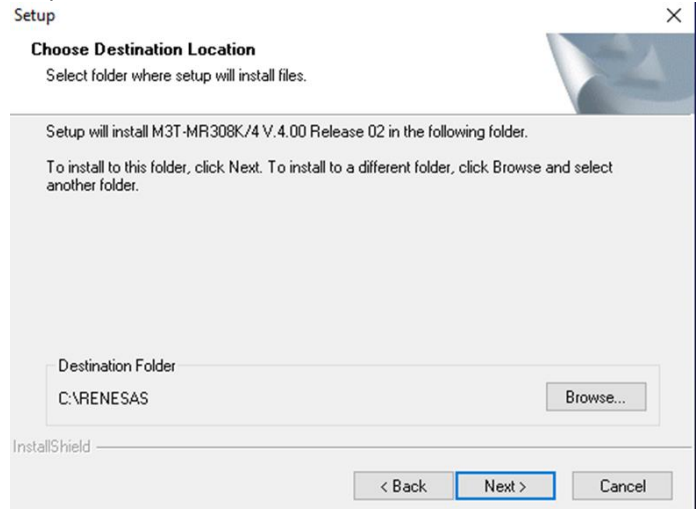 Setup
Choose Destination Location
Select folder where setup will install files.
Setup will install M3T-MR308K/4 V.4.00 Release 02 in the following folder.
To install to this folder, click Next. To install to a different folder, click Browse and select
another folder.
Destination Folder
C:\RENESAS
Browse...
InstallShield
< Back
Next >
Cancel